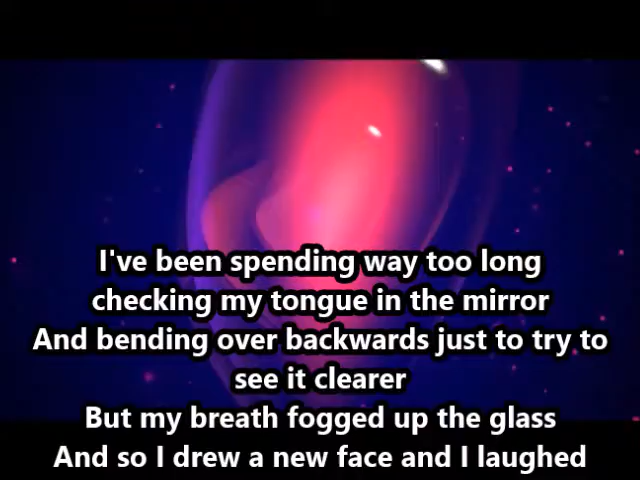 I've been spending way too long
checking my tongue in the mirror
And bending over backwards just to try to
see it clearer
But my breath fogged up the glass
And so I drew a new face and I laughed